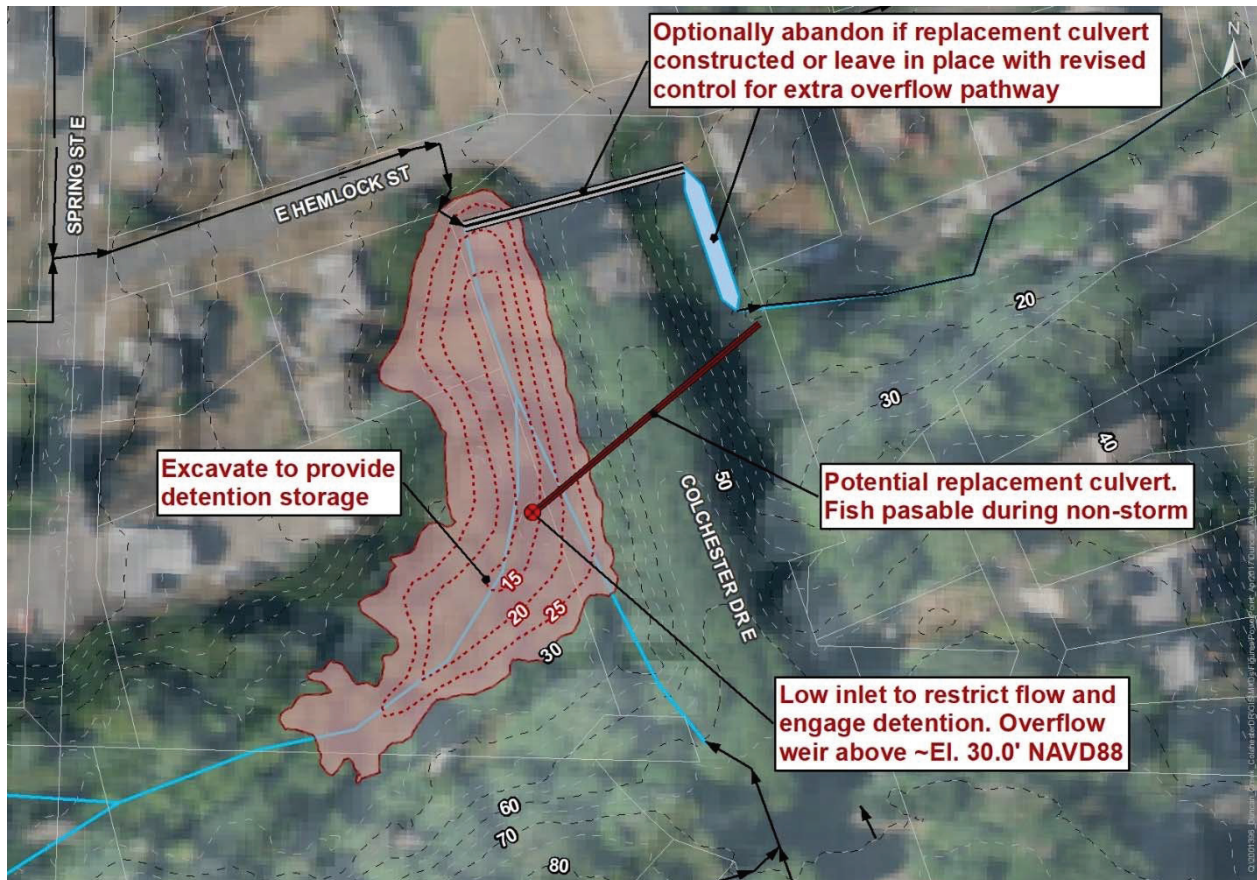 Optionally abandon if replacement culvert
constructed or leave in place with revised
control for extra overflow pathway
N
SPRING ST E
E HEMLOCK ST
20
30
40
Excavate to provide
detention storage
50
Potential replacement culvert.
Fish pasable during non-storm
COLCHESTER DR E
15
20
25
30
Low inlet to restrict flow and
engage detention. Overflow
weir above ~El. 30.0' NAVD88
60
70
80